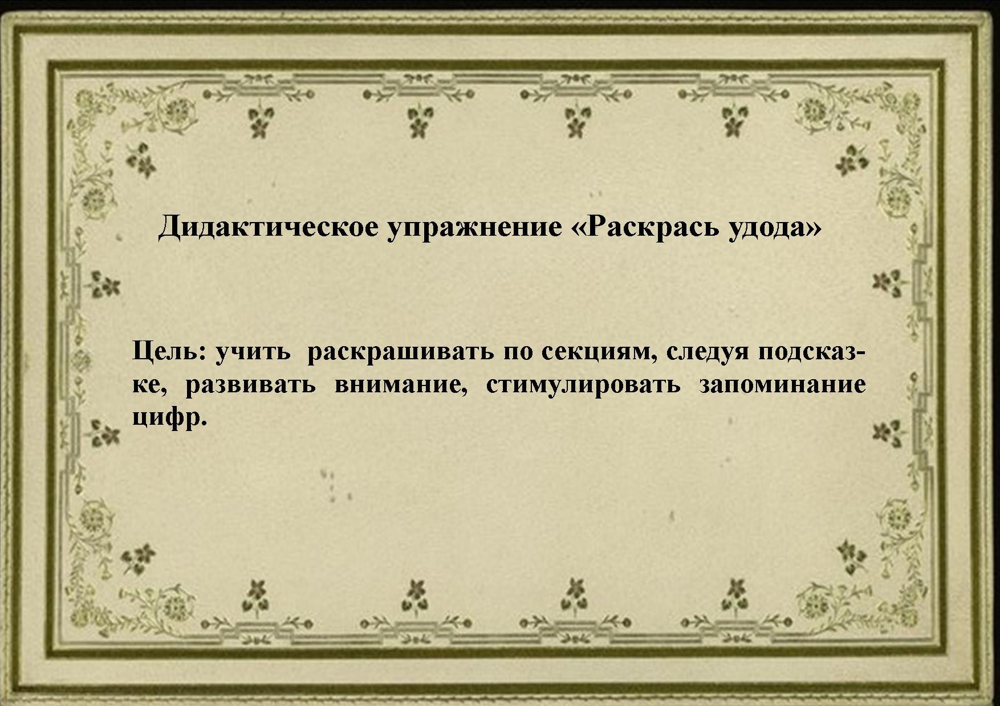 Дидактическое упражнение «Раскрась удода»
Цель: учить раскрашивать по секциям, следуя подсказ-
ке, развивать внимание, стимулировать запоминание
цифр.